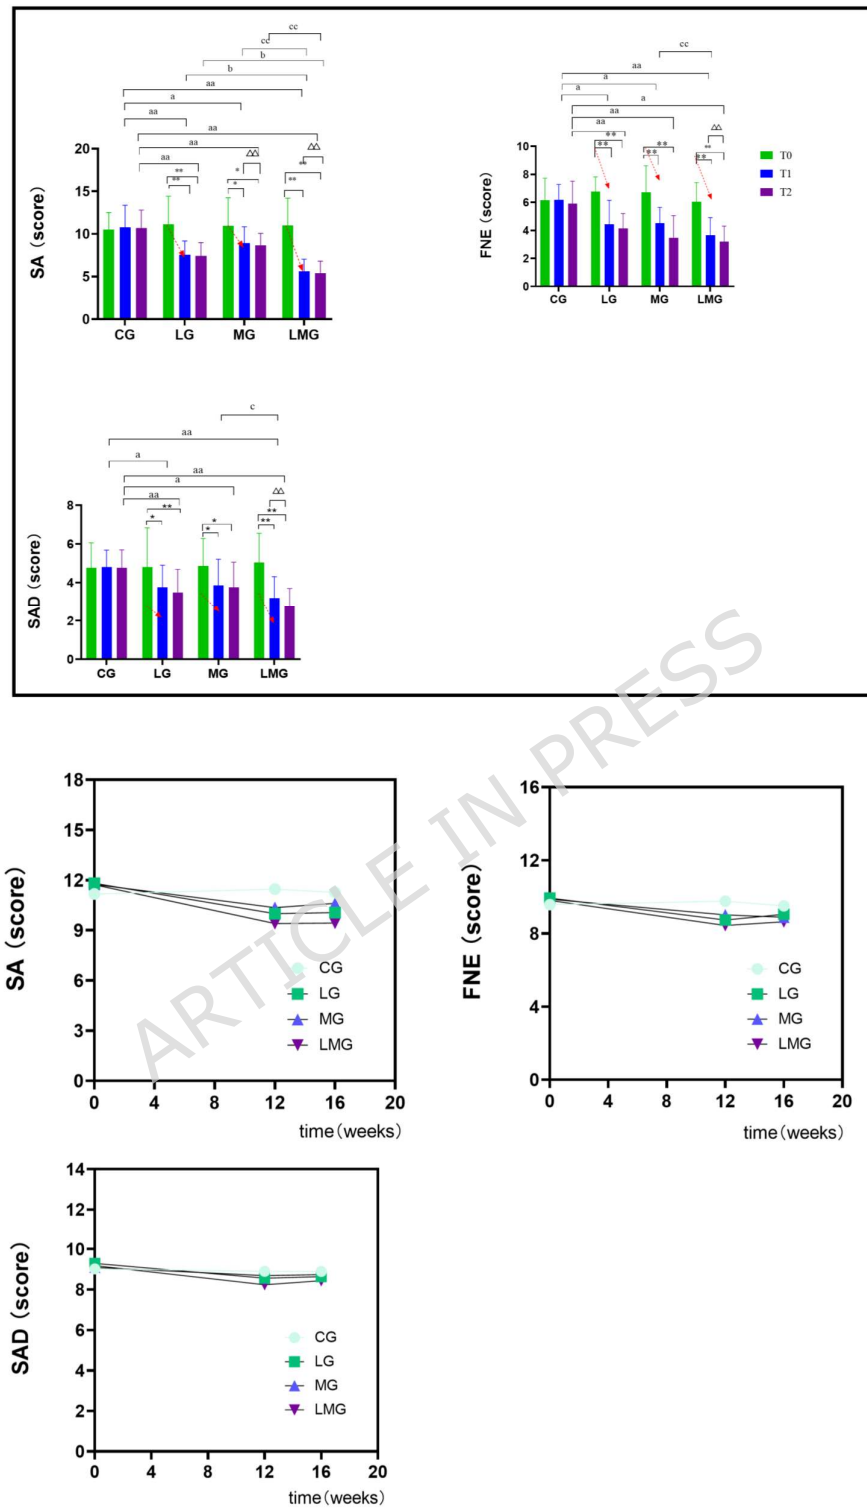 cc
cc
b
b
aa
a
aa
aa
aa
aa
△△
△△
**
**
*
*
**
**
20
15
10
5
0
SA (score)
CG
LG
MG
LMG
cc
aa
a
a
a
aa
aa
△△
**
**
**
**
**
**
10
8
6
4
2
0
FNE (score)
CG
LG
MG
LMG
T0
T1
T2
c
aa
a
aa
a
aa
△△
**
*
*
*
**
**
8
6
4
2
0
SAD (score)
CG
LG
MG
LMG
ARTICLE IN PRESS
18
15
12
9
6
3
0
SA (score)
CG
LG
MG
LMG
0
4
8
12
16
20
time(weeks)
16
12
8
4
0
FNE (score)
CG
LG
MG
LMG
0
4
8
12
16
20
time(weeks)
14
12
10
8
6
4
2
0
SAD (score)
CG
LG
MG
LMG
0
4
8
12
16
20
time(weeks)